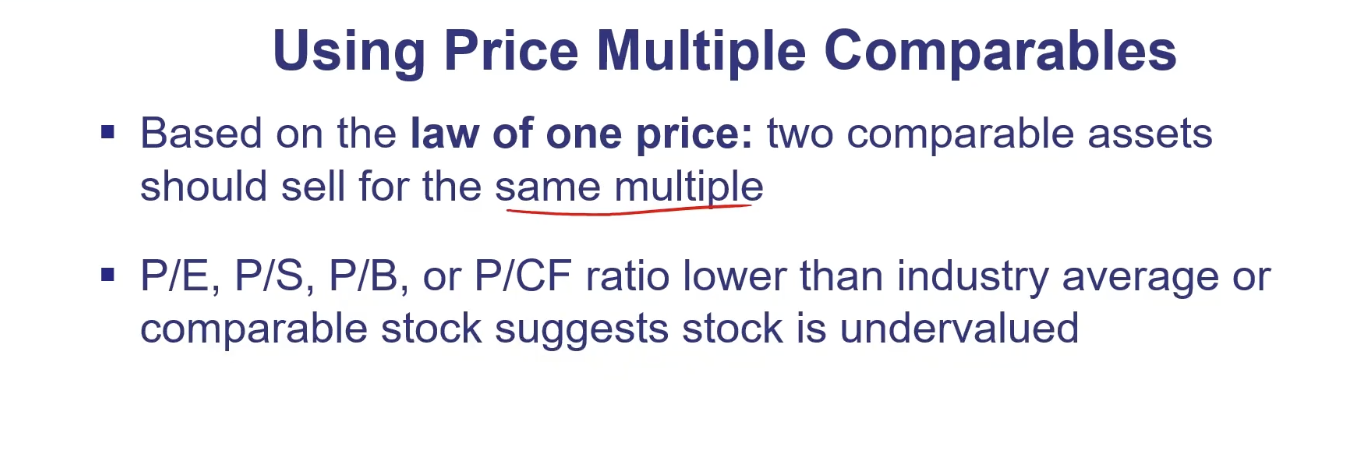 Using Price Multiple Comparables
▪ Based on the law of one price: two comparable assets
should sell for the same multiple
▪ P/E, P/S, P/B, or P/CF ratio lower than industry average or
comparable stock suggests stock is undervalued